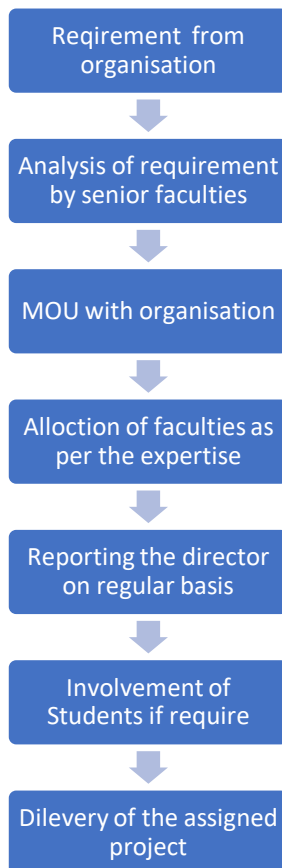 Reqirement from
organisation
Analysis of requirement
by senior faculties
MOU with organisation
Alloction of faculties as
per the expertise
Reporting the director
on regular basis
Involvement of
Students if require
Dilevery of the assigned
project